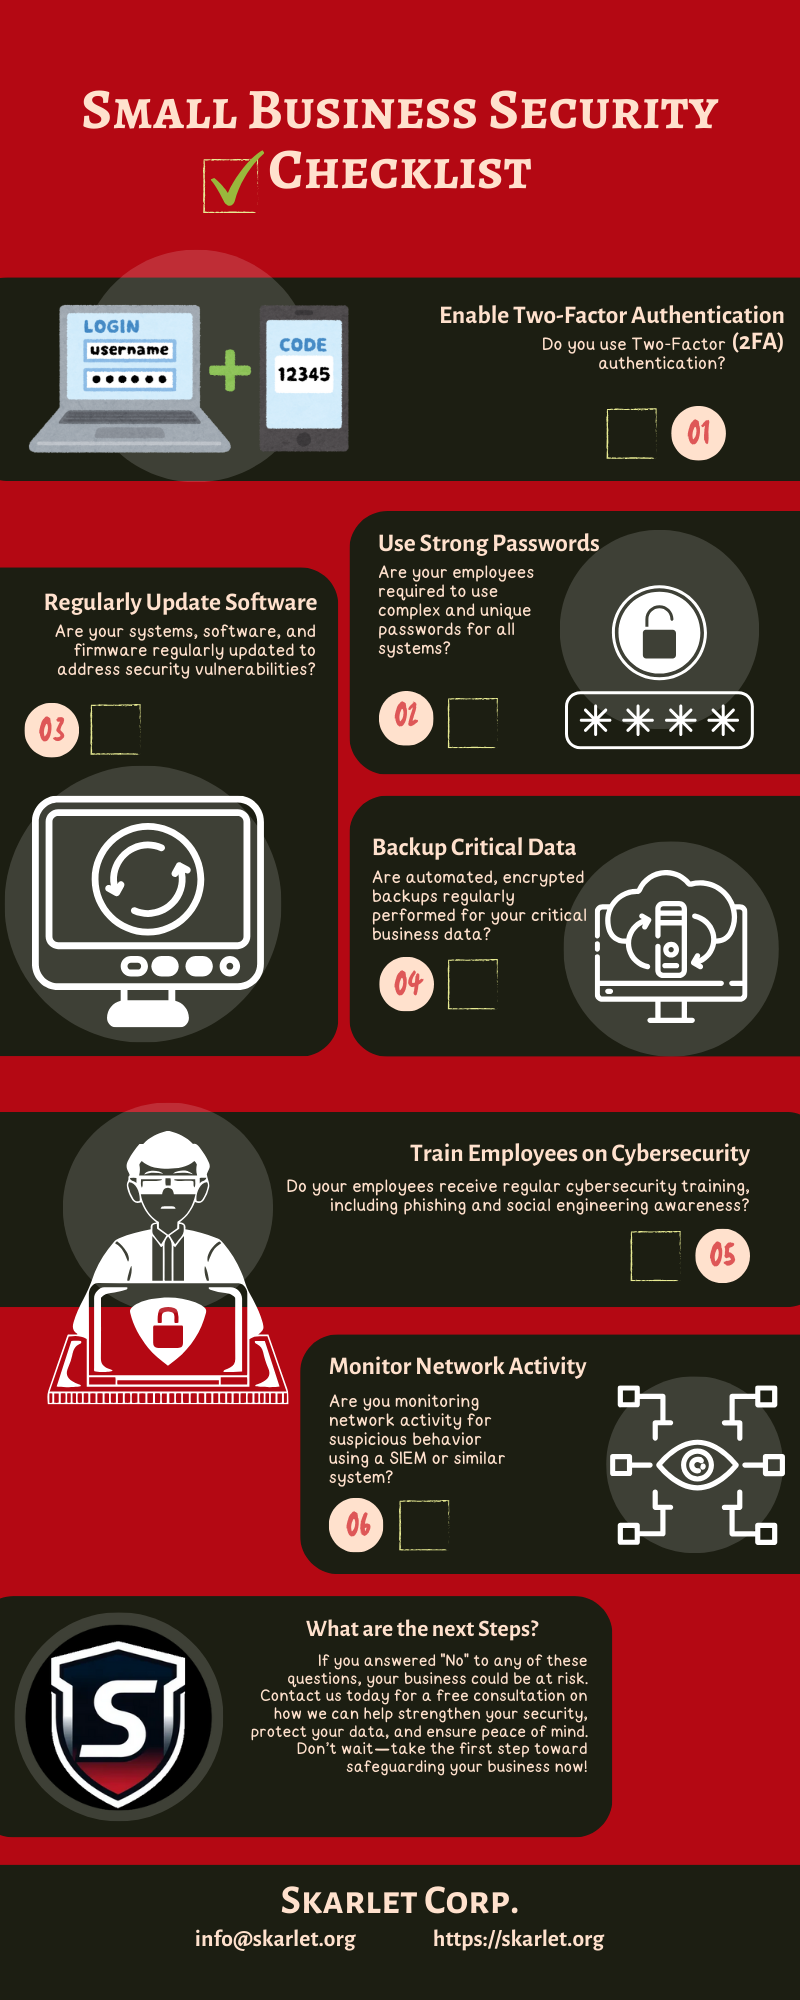 Small Business Security
Checklist
LOGIN
username
CODE
12345
Enable Two-Factor Authentication
Do you use Two-Factor (2FA)
authentication?
01
Use Strong Passwords
Are your employees
required to use
complex and unique
passwords for all
systems?
02
Regularly Update Software
Are your systems, software, and
firmware regularly updated to
address security vulnerabilities?
03
Backup Critical Data
Are automated, encrypted
backups regularly
performed for your critical
business data?
04
Train Employees on Cybersecurity
Do your employees receive regular cybersecurity training,
including phishing and social engineering awareness?
05
Monitor Network Activity
Are you monitoring
network activity for
suspicious behavior
using a SIEM or similar
system?
06
What are the next Steps?
If you answered "No" to any of these
questions, your business could be at risk.
Contact us today for a free consultation on
how we can help strengthen your security,
protect your data, and ensure peace of mind.
Don't wait—take the first step toward
safeguarding your business now!
S
Skarlet Corp.
info@skarlet.org
https://skarlet.org